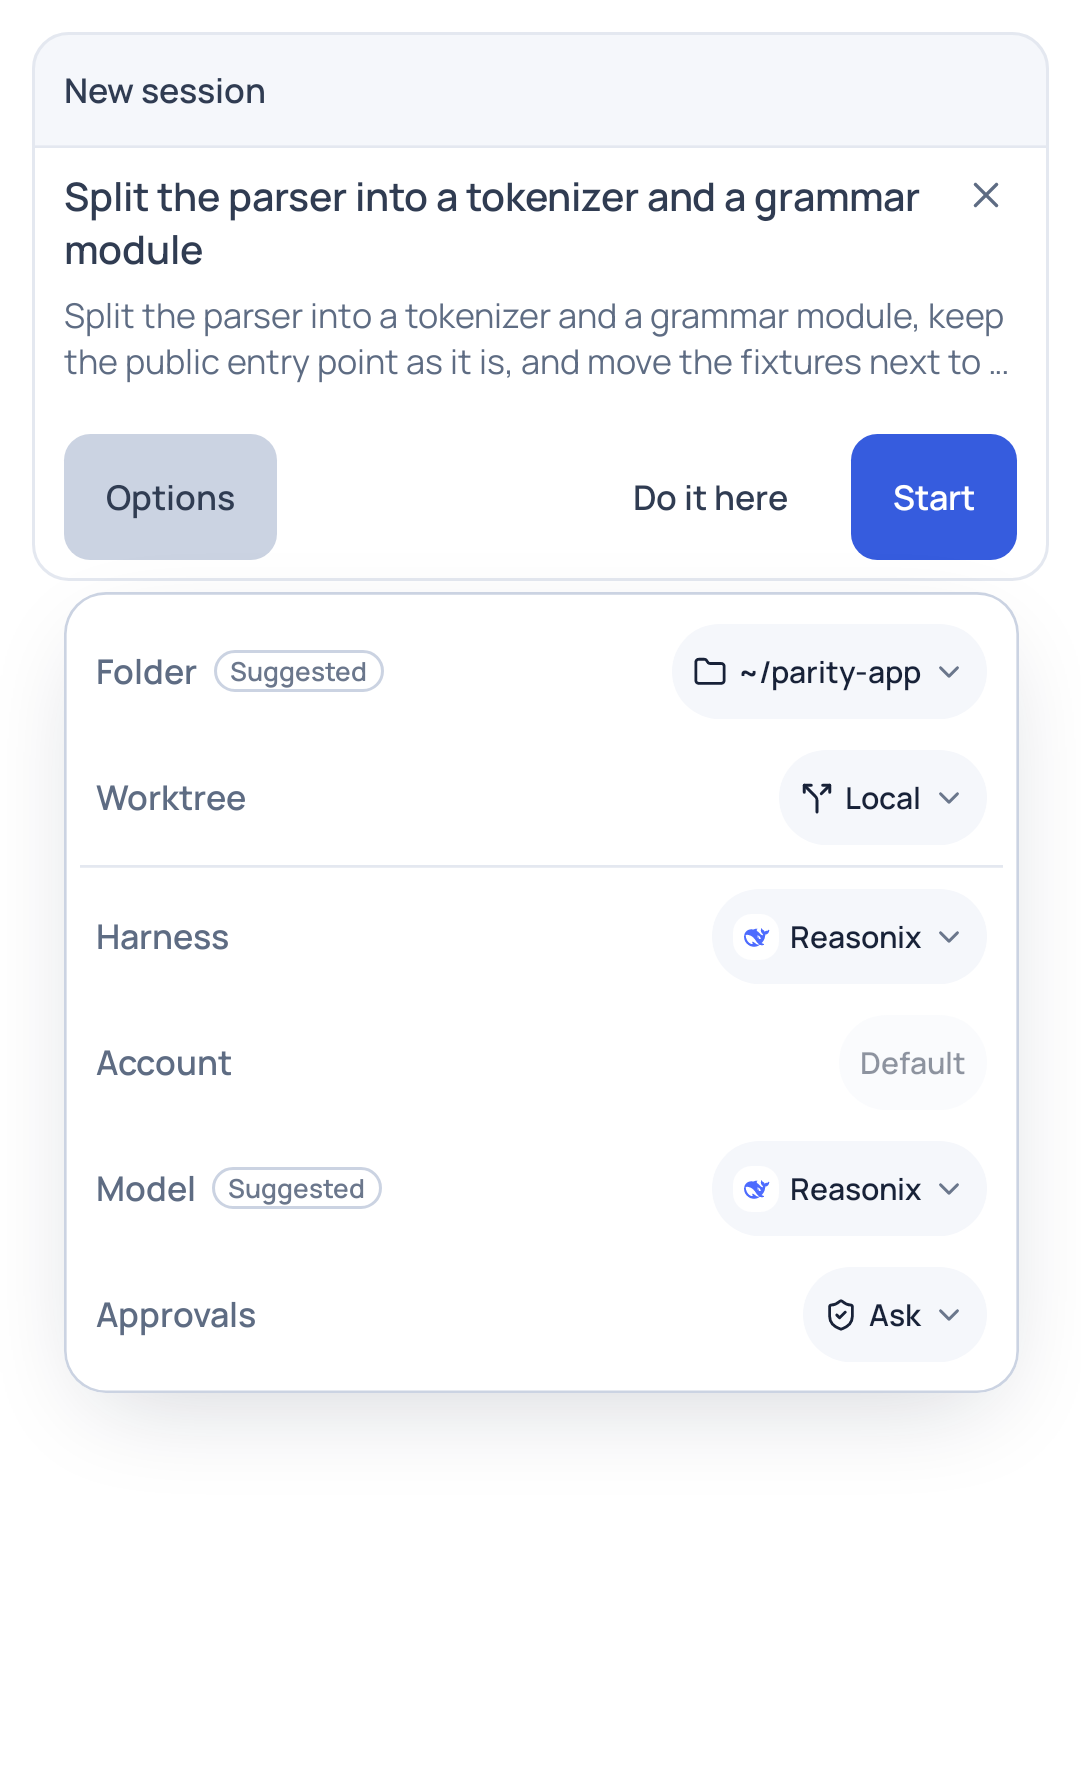 New session
Split the parser into a tokenizer and a grammar
module
Split the parser into a tokenizer and a grammar module, keep
the public entry point as it is, and move the fixtures next to ...
Options
Do it here
Start
Folder
Suggested
~/parity-app
Worktree
Local
Harness
Reasonix
Account
Default
Model
Suggested
Reasonix
Approvals
Ask